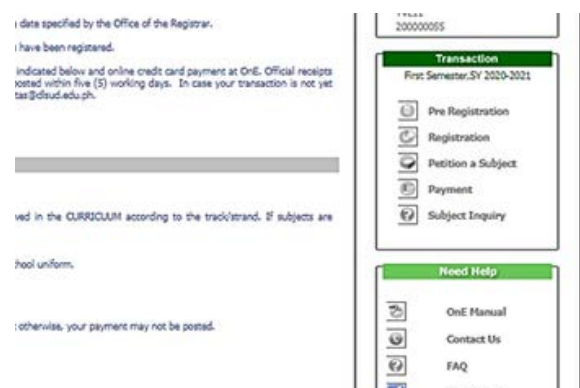 date specified by the Office of the Registrar.
have been registered.
indicated below and online credit card payment at OnE. Official receipts
posted within five (5) working days. In case your transaction is not yet
tas@dlsud.edu.ph.
ved in the CURRICULUM according to the track/strand. If subjects are
hool uniform.
otherwise, your payment may not be posted.
20000005S
Transaction
First Semester,SY 2020-2021
Pre Registration
Registration
Petition a Subject
Payment
Subject Inquiry
Need Help
OnE Manual
Contact Us
FAQ